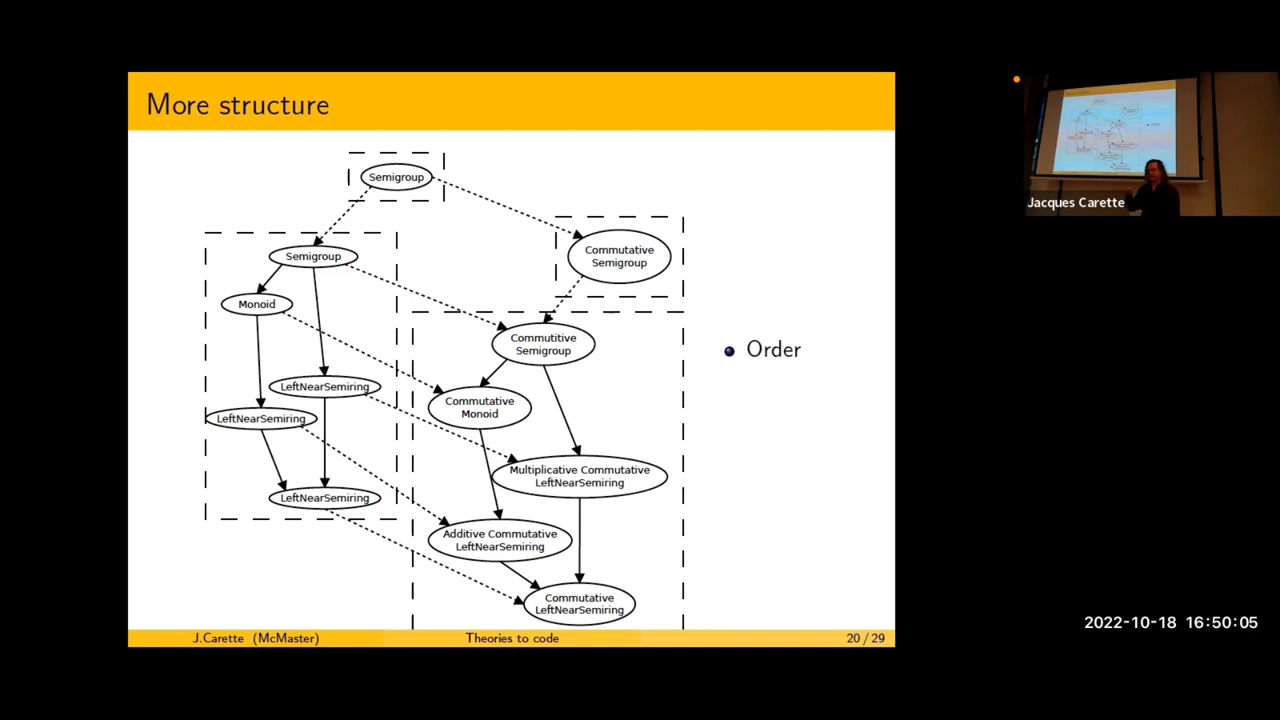 More structure
Semigroup
Commutative
Semigroup
Semigroup
Monoid
Commutitive
Semigroup
LeftNearSemiring
Commutative
Monoid
LeftNearSemiring
Multiplicative Commutative
LeftNearSemiring
LeftNearSemiring
Additive Commutative
LeftNearSemiring
Commutative
LeftNearSemiring
Order
J.Carette (McMaster)
Theories to code
20 / 29
Jacques Carette
2022-10-18 16:50:05